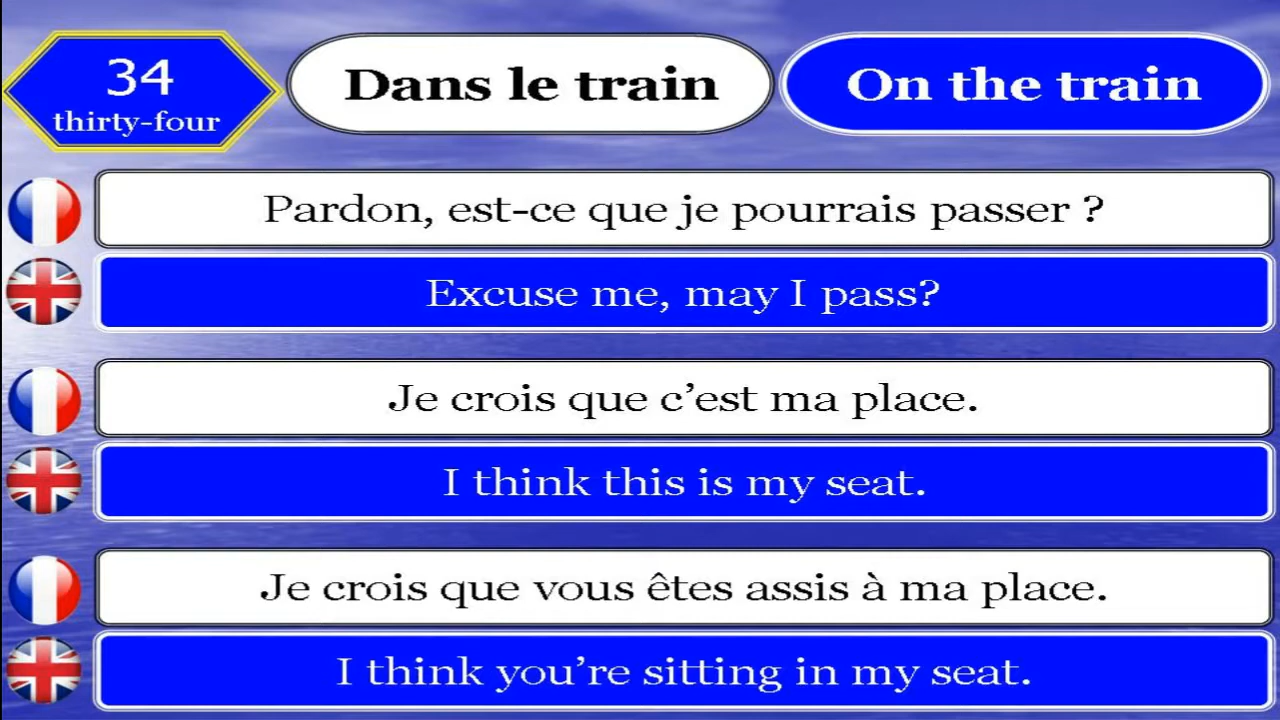 34
thirty-four
Dans le train
On the train
Pardon, est-ce que je pourrais passer ?
Excuse me, may I pass?
Je crois que c’est ma place.
I think this is my seat.
Je crois que vous êtes assis à ma place.
I think you’re sitting in my seat.